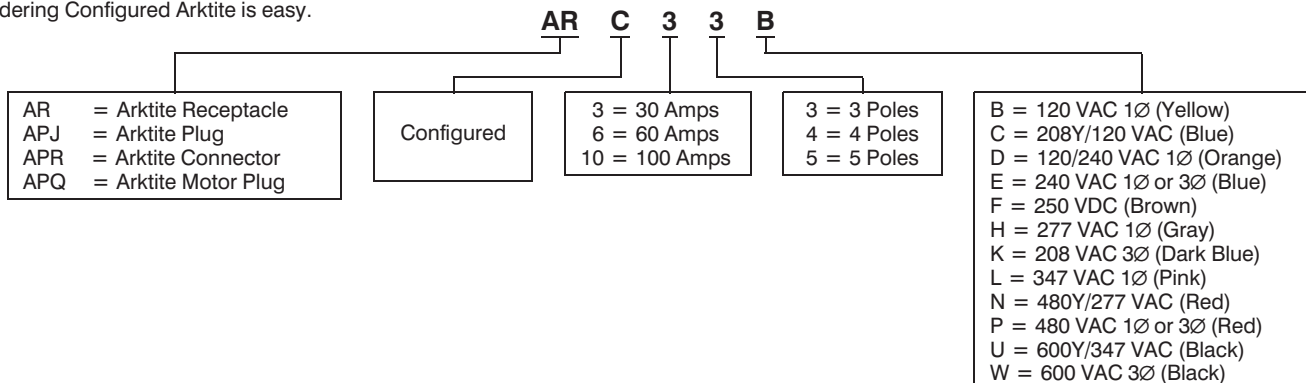 dering Configured Arktite is easy.
AR C 3 3 B
AR = Arktite Receptacle
APJ = Arktite Plug
APR = Arktite Connector
APQ = Arktite Motor Plug
Configured
3 = 30 Amps
6 = 60 Amps
10 = 100 Amps
3 = 3 Poles
4 = 4 Poles
5 = 5 Poles
B = 120 VAC 1Ø (Yellow)
C = 208Y/120 VAC (Blue)
D = 120/240 VAC 1Ø (Orange)
E = 240 VAC 1Ø or 3Ø (Blue)
F = 250 VDC (Brown)
H = 277 VAC 1Ø (Gray)
K = 208 VAC 3Ø (Dark Blue)
L = 347 VAC 1Ø (Pink)
N = 480Y/277 VAC (Red)
P = 480 VAC 1Ø or 3Ø (Red)
U = 600Y/347 VAC (Black)
W = 600 VAC 3Ø (Black)